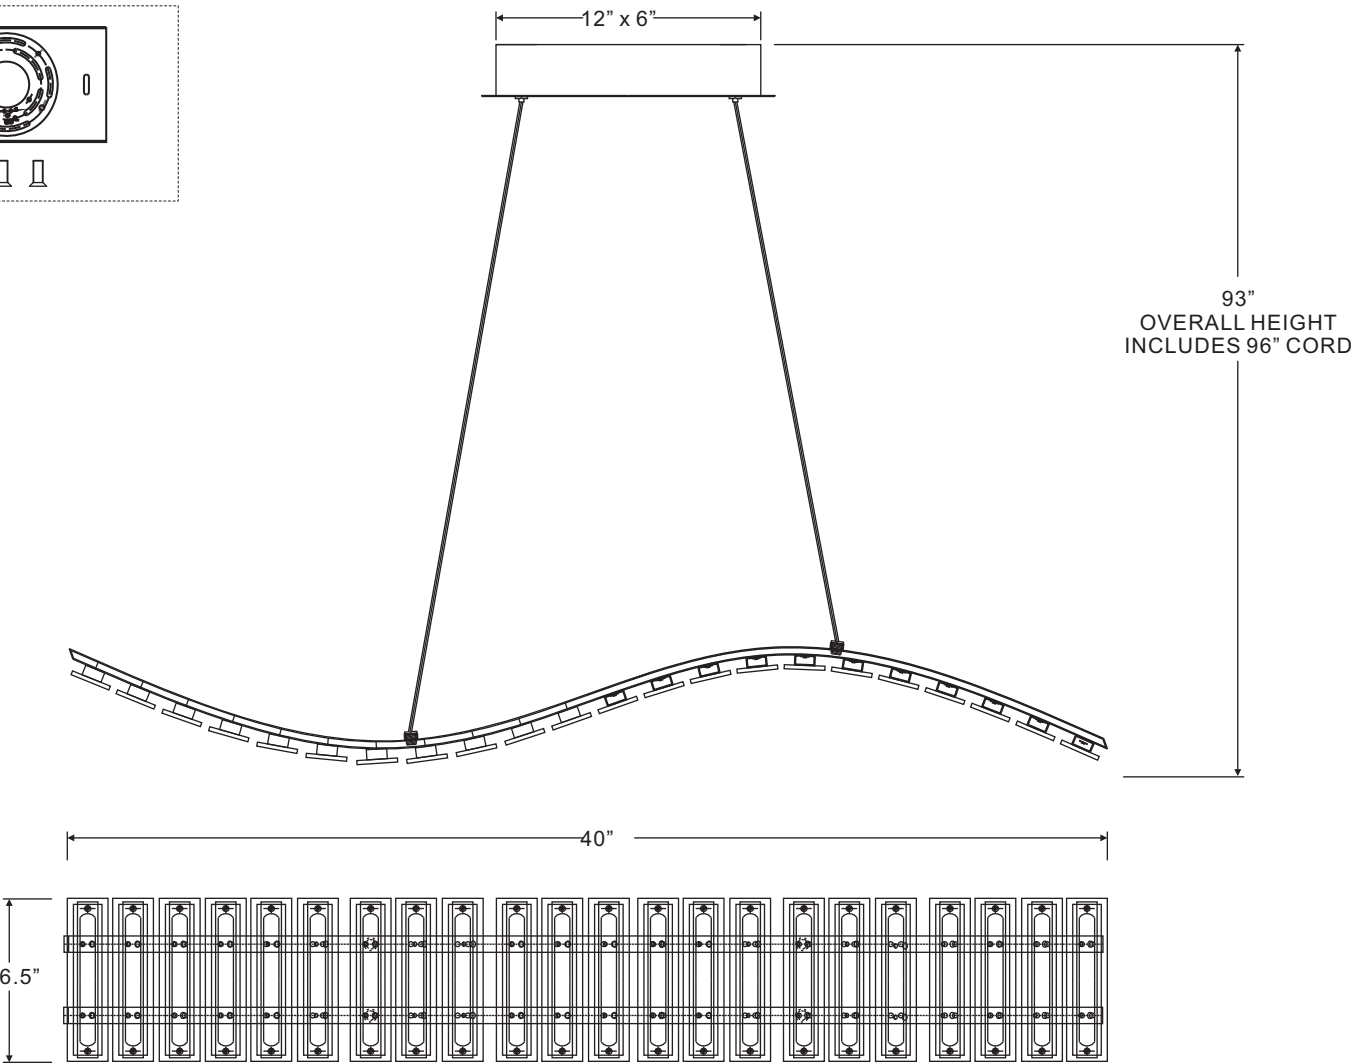 12” x 6”
93”
OVERALL HEIGHT
INCLUDES 96” CORD
40”
6.5”